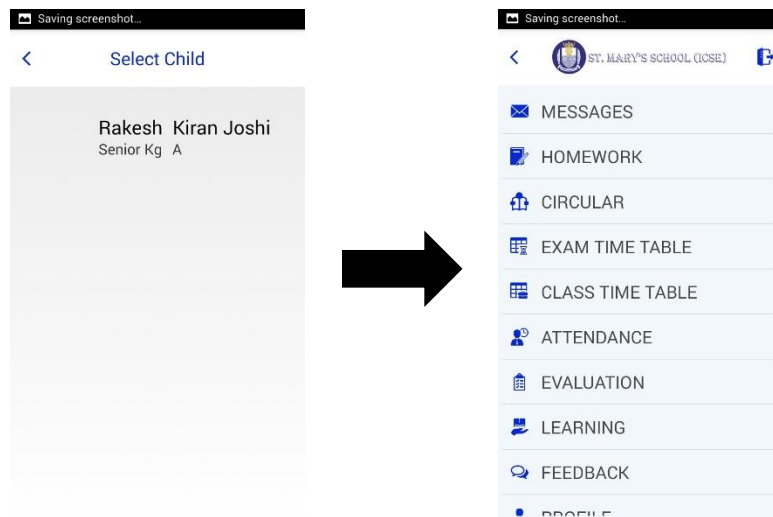 Saving screenshot...
Select Child
Rakesh Kiran Joshi
Senior Kg A
Saving screenshot...
ST. MARY'S SCHOOL (ICSE)
MESSAGES
HOMEWORK
CIRCULAR
EXAM TIME TABLE
CLASS TIME TABLE
ATTENDANCE
EVALUATION
LEARNING
FEEDBACK
PROFILE